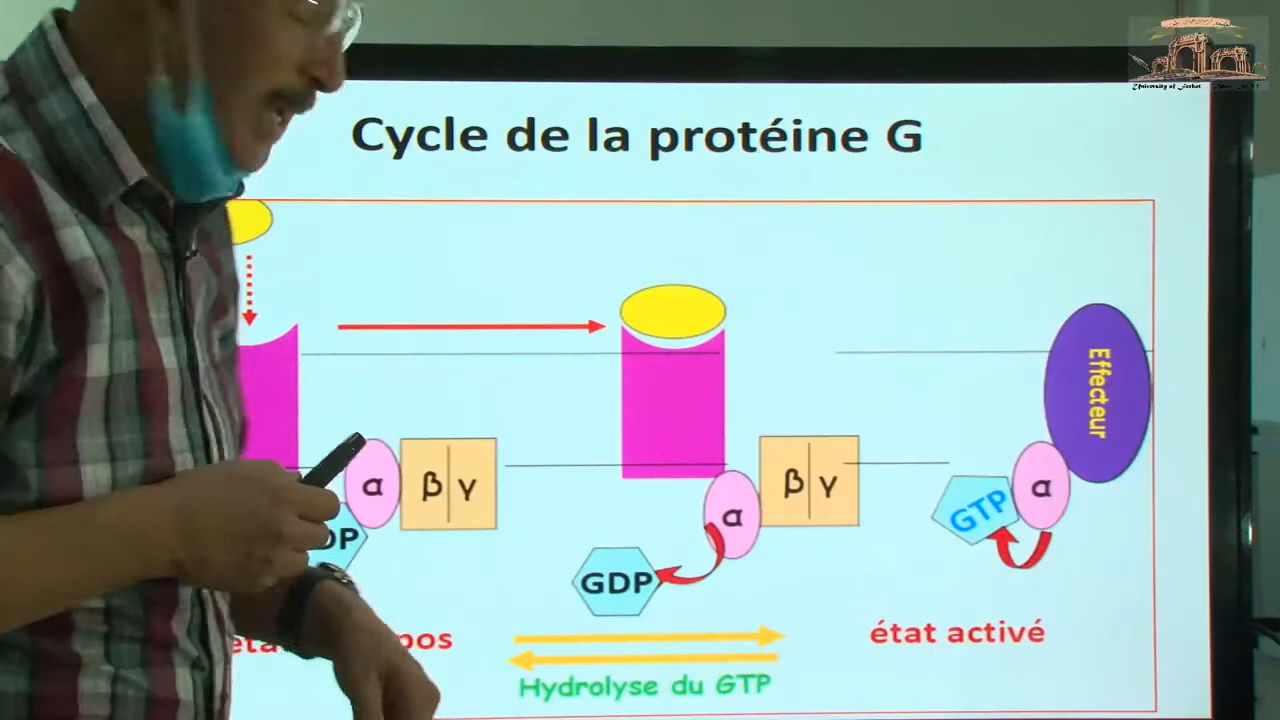 Cycle de la protéine G
Effecteur
α
β γ
α
β γ
GTP
α
GDP
état activé
Hydrolyse du GTP